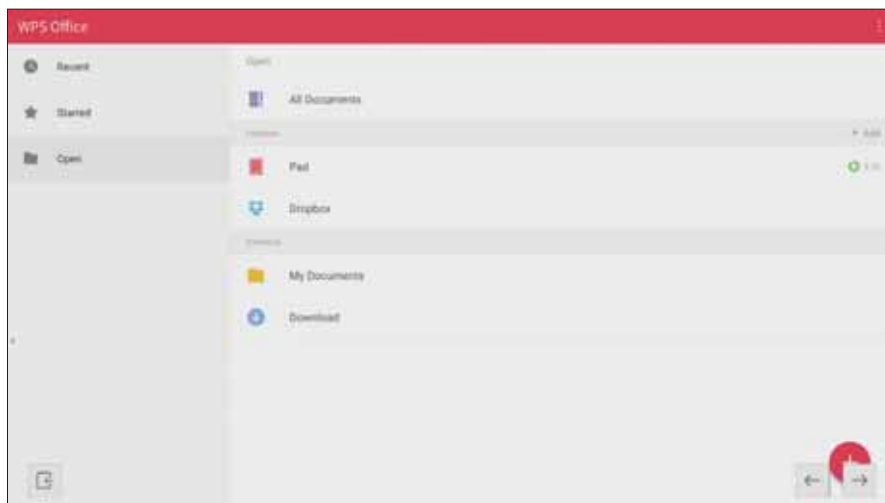 WPS Office
Recent
Starred
Open
Open
All Documents
Pad
Dropbox
My Documents
Download